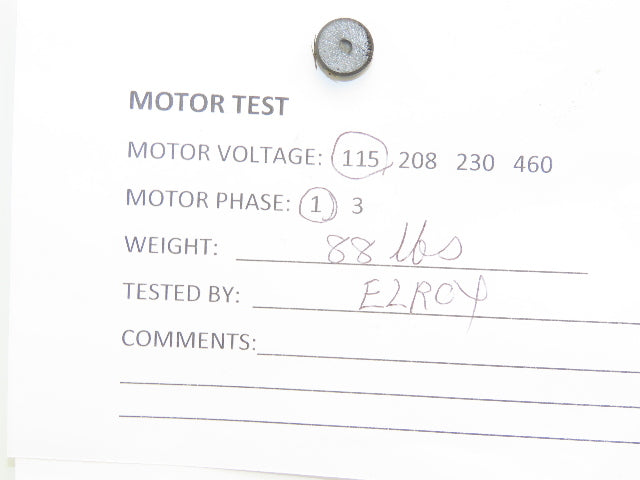 MOTOR TEST
MOTOR VOLTAGE: 115, 208 230 460
MOTOR PHASE: 1 3
WEIGHT: 88 lbs
TESTED BY: ELROY
COMMENTS: